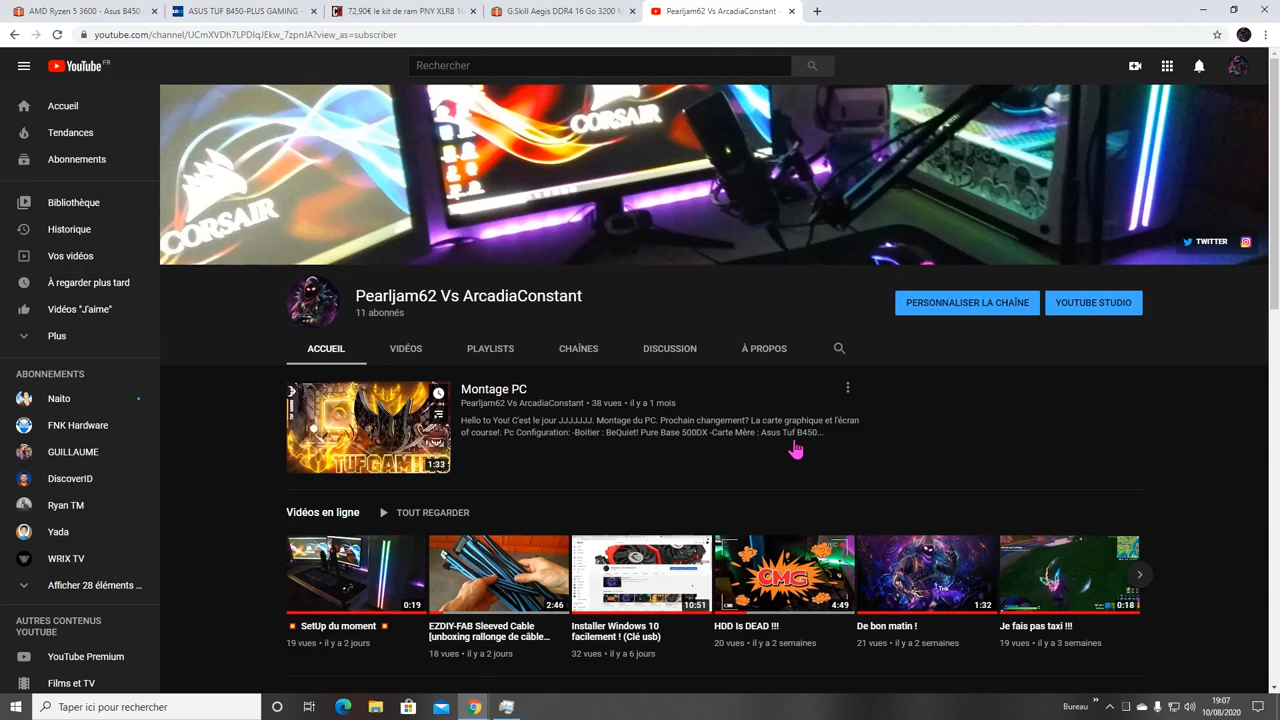 AMD Ryzen 5 3600 - Achat & 
ASUS TUF B450-PLUS GAMING -
72,90€ le kit de ram PNY XLR8 16
G.Skill Aegis DDR4 16 Go 3200 M
Pearljam62 Vs ArcadiaConstant -
youtube.com/channel/UCmXVDh7LPDIqJEkw_7zpnJA?view_as=subscriber
YouTube FR
Rechercher
Accueil
Tendances
Abonnements
Bibliothèque
Historique
Vos vidéos
À regarder plus tard
Vidéos "J'aime"
Plus
ABONNEMENTS
Naito
FNK Hardware
GUILLAUME
DiscoverID
Ryan TM
Yada
WRIX TV
Afficher 28 éléments ...
AUTRES CONTENUS
YOUTUBE
YouTube Premium
Films et TV
CORSAIR
CORSAIR
TWITTER
Pearljam62 Vs ArcadiaConstant
11 abonnés
PERSONNALISER LA CHAÎNE
YOUTUBE STUDIO
ACCUEIL
VIDÉOS
PLAYLISTS
CHAÎNES
DISCUSSION
À PROPOS
TUF GAMING
1:33
Montage PC
Pearljam62 Vs ArcadiaConstant • 38 vues • il y a 1 mois
Hello to You! C'est le jour JJJJJJJ. Montage du PC. Prochain changement? La carte graphique et l'écran
of course!. Pc Configuration: -Boitier : BeQuiet! Pure Base 500DX -Carte Mère : Asus Tuf B450...
Vidéos en ligne
TOUT REGARDER
0:19
SetUp du moment
19 vues • il y a 2 jours
2:46
EZDIY-FAB Sleeved Cable
[unboxing rallonge de câble...
18 vues • il y a 2 jours
10:51
Installer Windows 10
facilement ! (Clé usb)
32 vues • il y a 6 jours
OMG
4:49
HDD Is DEAD !!!
20 vues • il y a 2 semaines
1:32
De bon matin !
21 vues • il y a 2 semaines
0:18
Je fais pas taxi !!!
19 vues • il y a 3 semaines
Taper ici pour rechercher
Bureau
19:07
10/08/2020